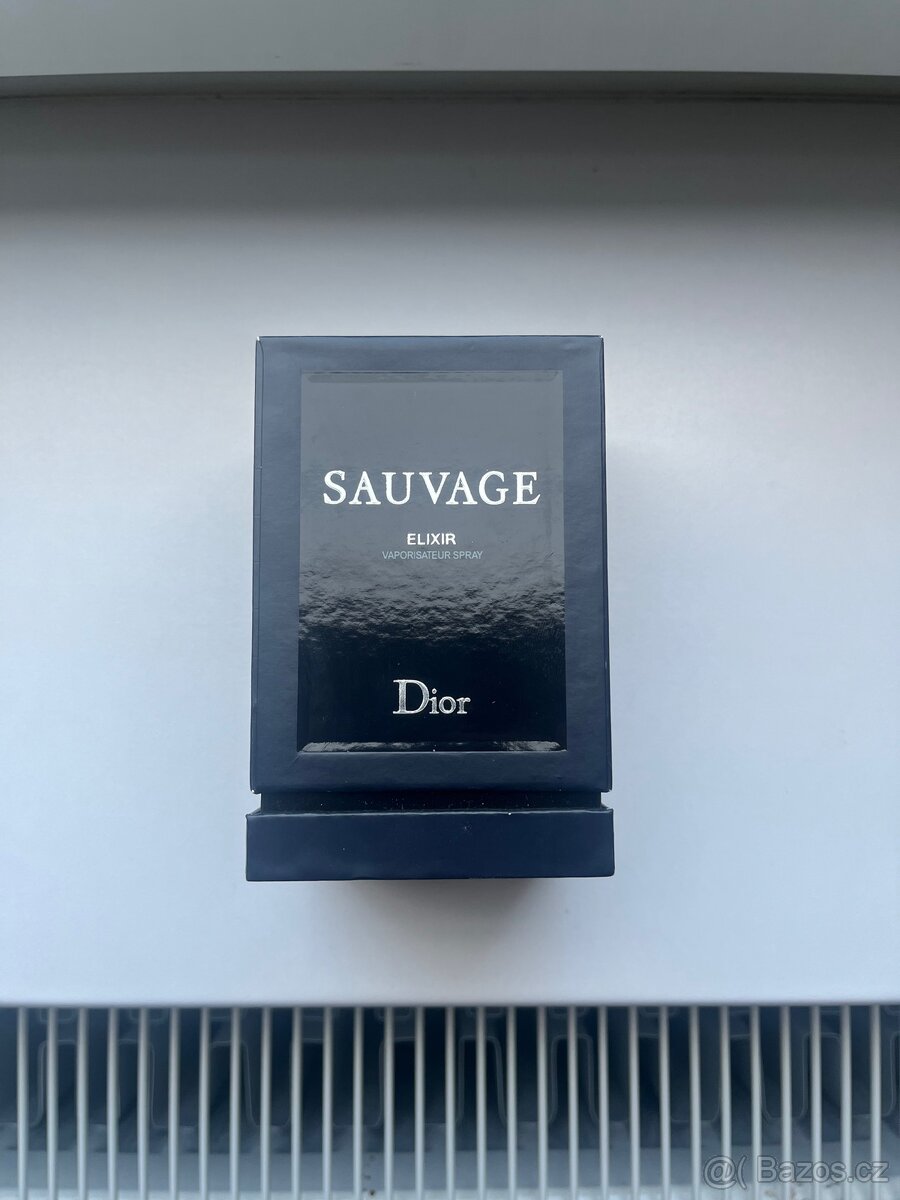 SAUVAGE
ELIXIR
VAPORISATEUR SPRAY
Dior
@( Bazos.cz